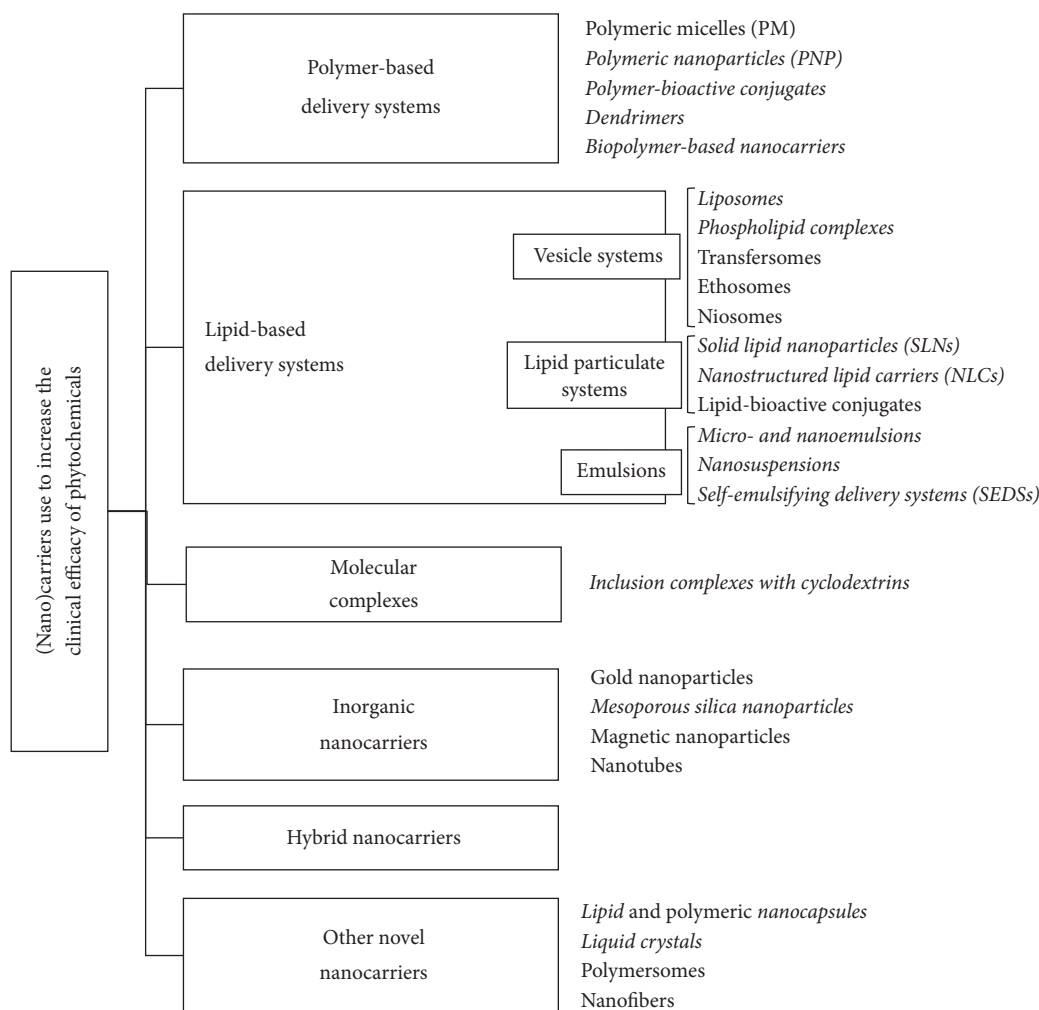 (Nano)carriers use to increase the
clinical efficacy of phytochemicals
Polymer-based
delivery systems
Polymeric micelles (PM)
Polymeric nanoparticles (PNP)
Polymer-bioactive conjugates
Dendrimers
Biopolymer-based nanocarriers
Lipid-based
delivery systems
Vesicle systems
Liposomes
Phospholipid complexes
Transfersomes
Ethosomes
Niosomes
Lipid particulate
systems
Solid lipid nanoparticles (SLNs)
Nanostructured lipid carriers (NLCs)
Lipid-bioactive conjugates
Emulsions
Micro- and nanoemulsions
Nanosuspensions
Self-emulsifying delivery systems (SEDSs)
Molecular
complexes
Inclusion complexes with cyclodextrins
Inorganic
nanocarriers
Gold nanoparticles
Mesoporous silica nanoparticles
Magnetic nanoparticles
Nanotubes
Hybrid nanocarriers
Other novel
nanocarriers
Lipid and polymeric nanocapsules
Liquid crystals
Polymersomes
Nanofibers